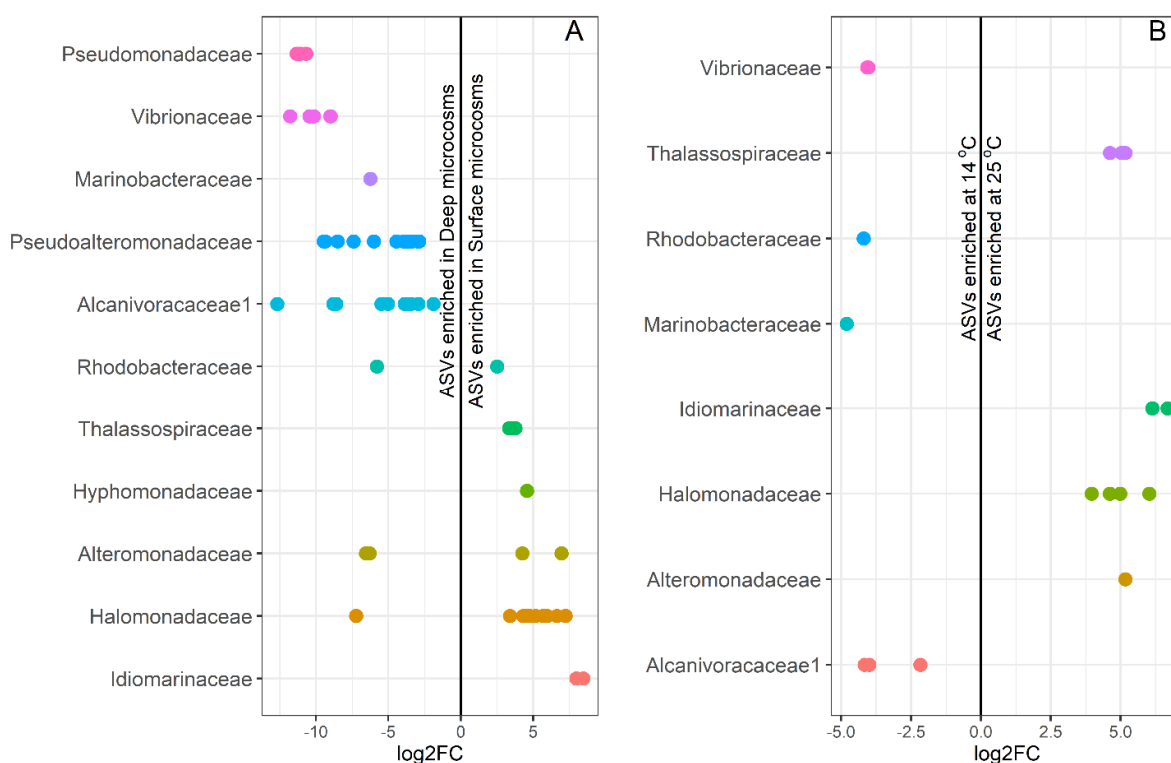 A
Pseudomonadaceae
Vibrionaceae
Marinobacteraceae
Pseudoalteromonadaceae
Alcanivoracaceae1
Rhodobacteraceae
Thalassospiraceae
Hyphomonadaceae
Alteromonadaceae
Halomonadaceae
Idiomarinaceae
ASVs enriched in Deep microcosms
ASVs enriched in Surface microcosms
-10 -5 0 5
log2FC
B
Vibrionaceae
Thalassospiraceae
Rhodobacteraceae
Marinobacteraceae
Idiomarinaceae
Halomonadaceae
Alteromonadaceae
Alcanivoracaceae1
ASVs enriched at 14 °C
ASVs enriched at 25 °C
-5.0 -2.5 0.0 2.5 5.0
log2FC